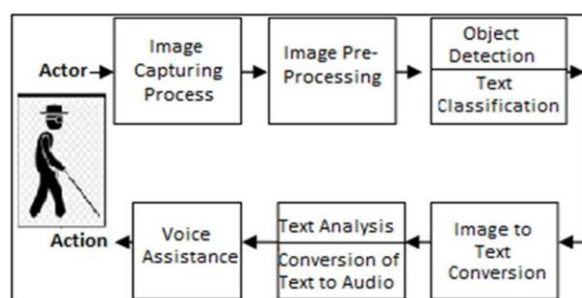 Actor
Image
Capturing
Process
Image Pre-
Processing
Object
Detection
Text
Classification
Image to
Text
Conversion
Text Analysis
Conversion of
Text to Audio
Voice
Assistance
Action